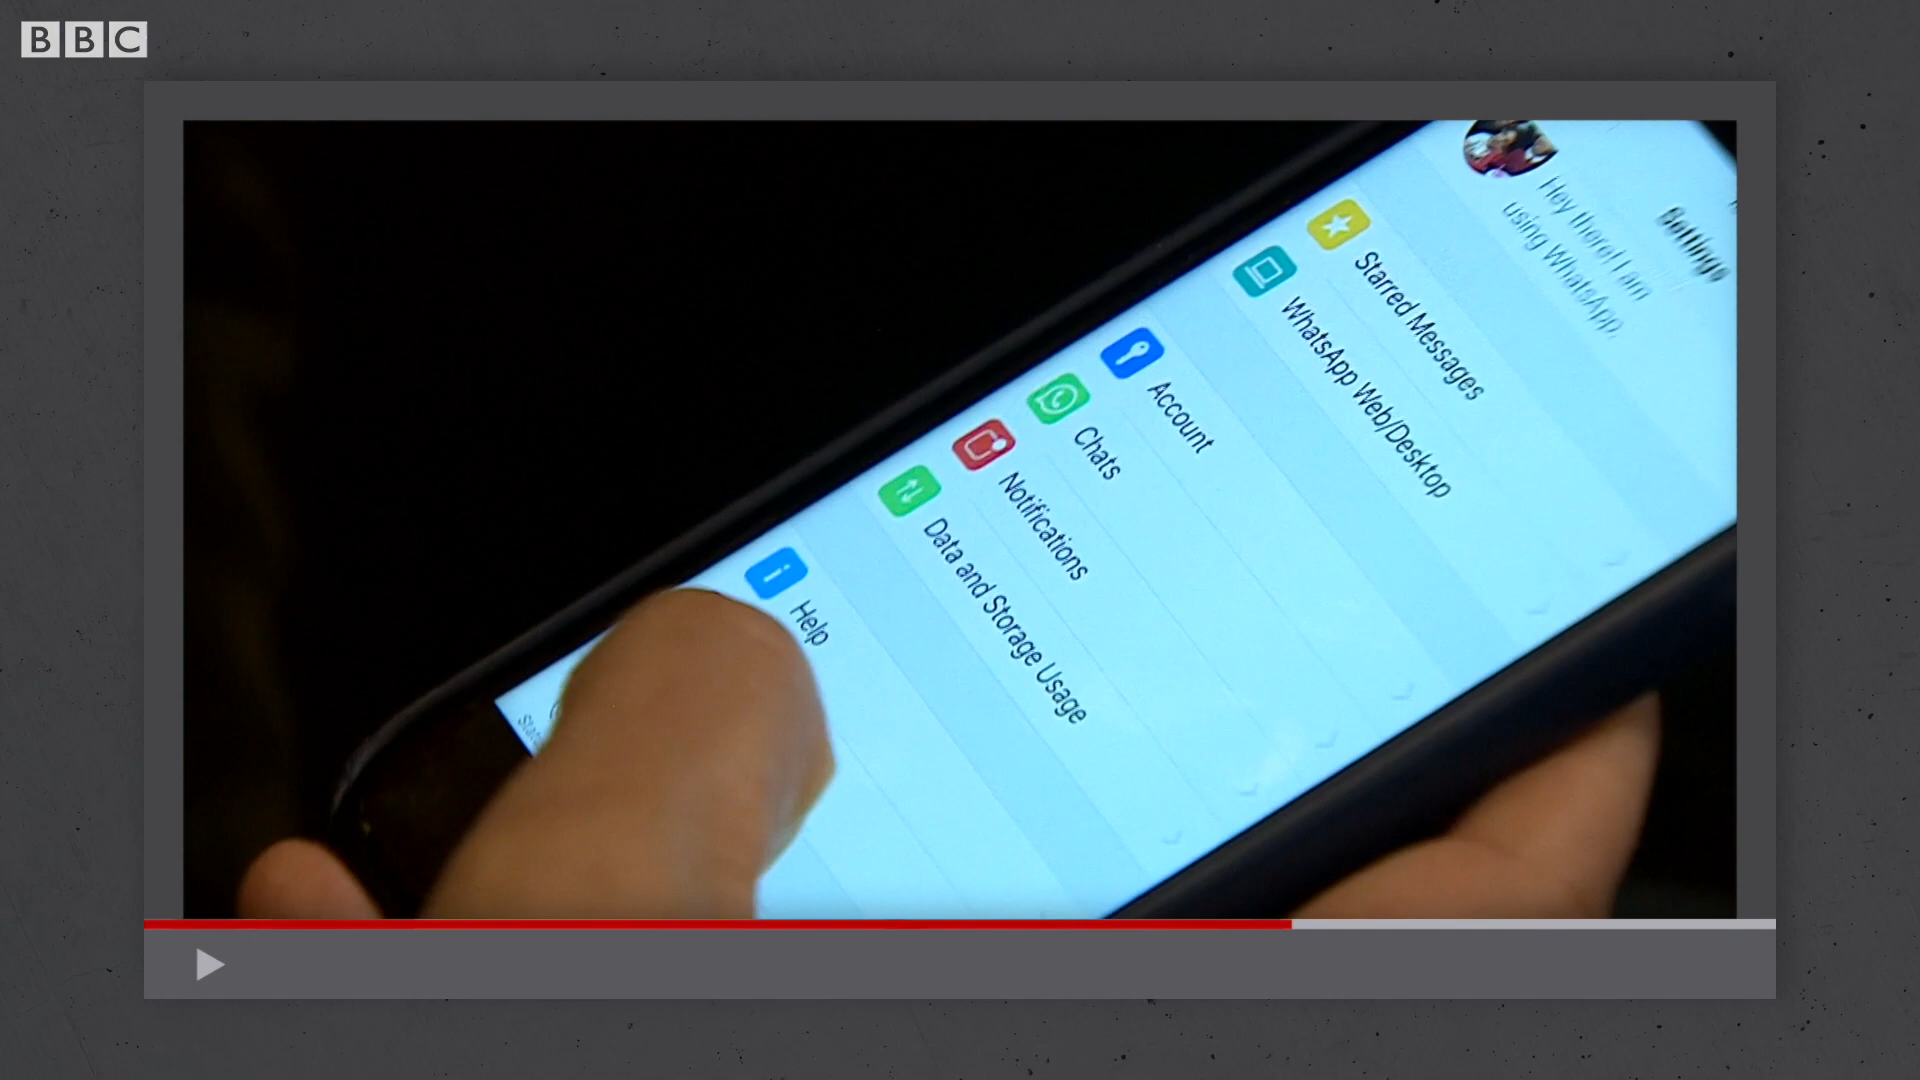 BBC
Settings
Hey there! I am
using WhatsApp.
Starred Messages
WhatsApp Web/Desktop
Account
Chats
Notifications
Data and Storage Usage
Help